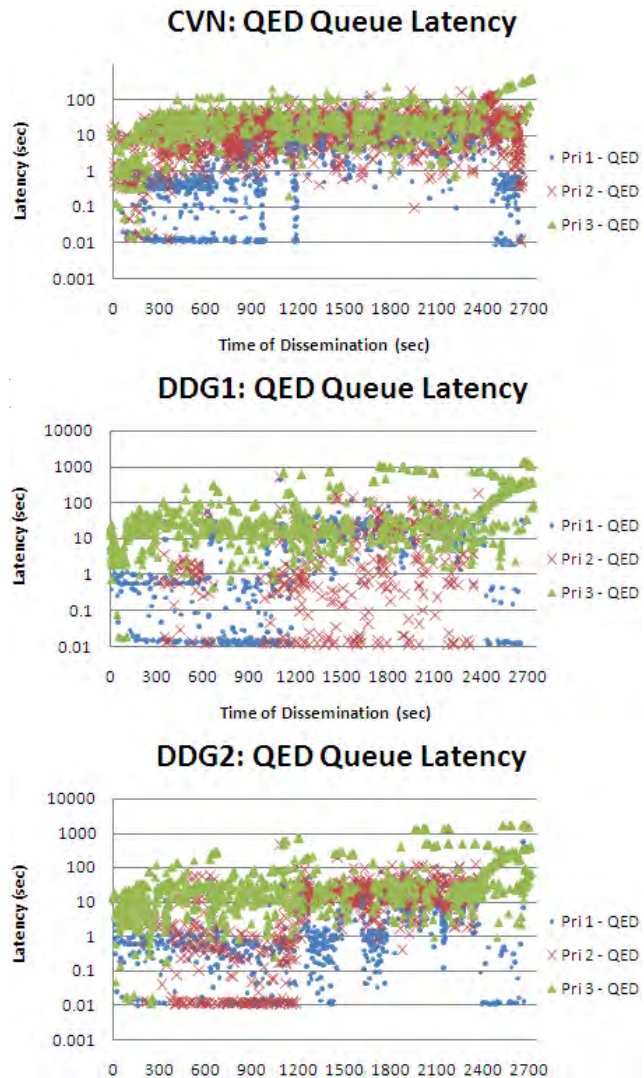 CVN: QED Queue Latency
Latency (sec)
100
10
1
0.1
0.01
0.001
0 300 600 900 1200 1500 1800 2100 2400 2700
Time of Dissemination (sec)
Pri 1 - QED
Pri 2 - QED
Pri 3 - QED
DDG1: QED Queue Latency
Latency (sec)
10000
1000
100
10
1
0.1
0.01
0 300 600 900 1200 1500 1800 2100 2400 2700
Time of Dissemination (sec)
Pri 1 - QED
Pri 2 - QED
Pri 3 - QED
DDG2: QED Queue Latency
Latency (sec)
10000
1000
100
10
1
0.1
0.01
0.001
0 300 600 900 1200 1500 1800 2100 2400 2700
Pri 1 - QED
Pri 2 - QED
Pri 3 - QED